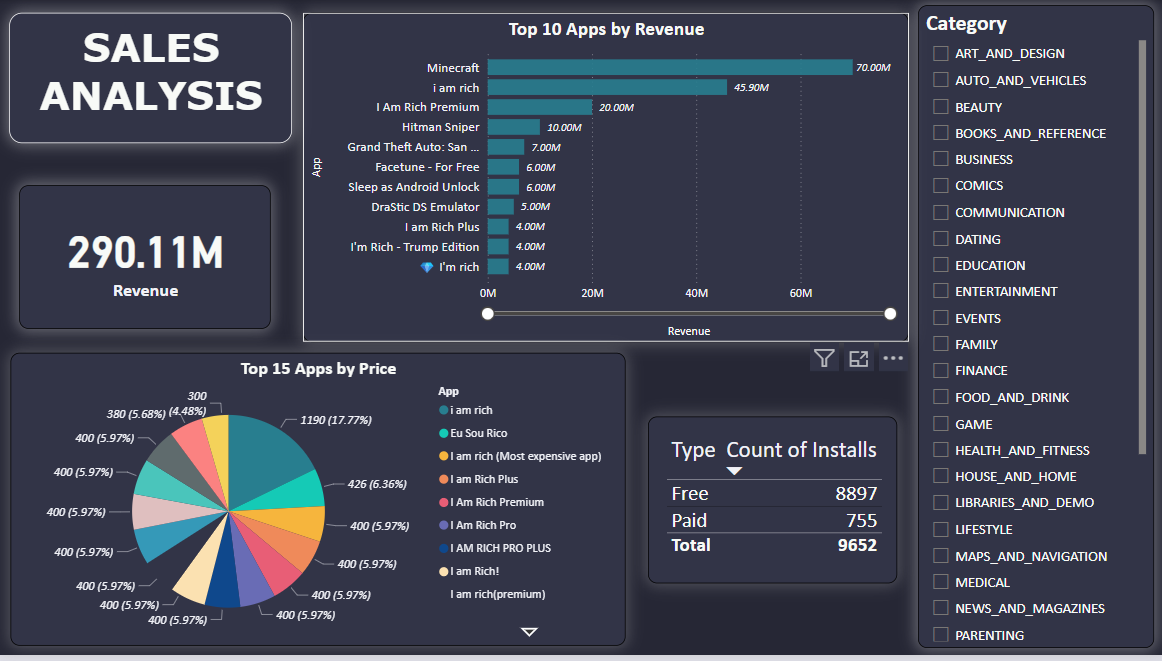 SALES
ANALYSIS
290.11M
Revenue
Top 10 Apps by Revenue
App
Minecraft 70.00M
i am rich 45.90M
I Am Rich Premium 20.00M
Hitman Sniper 10.00M
Grand Theft Auto: San ... 7.00M
Facetune - For Free 6.00M
Sleep as Android Unlock 6.00M
DraStic DS Emulator 5.00M
I am Rich Plus 4.00M
I'm Rich - Trump Edition 4.00M
💎 I'm rich 4.00M
0M 20M 40M 60M
Revenue
Top 15 Apps by Price
1190 (17.77%)
426 (6.36%)
400 (5.97%)
400 (5.97%)
400 (5.97%)
400 (5.97%)
400 (5.97%)
400 (5.97%)
400 (5.97%)
400 (5.97%)
400 (5.97%)
400 (5.97%)
400 (5.97%)
380 (5.68%)
300
(4.48%)
App
i am rich
Eu Sou Rico
I am rich (Most expensive app)
I am Rich Plus
I Am Rich Premium
I Am Rich Pro
I AM RICH PRO PLUS
I am Rich!
I am rich(premium)
Type Count of Installs
Free 8897
Paid 755
Total 9652
Category
ART_AND_DESIGN
AUTO_AND_VEHICLES
BEAUTY
BOOKS_AND_REFERENCE
BUSINESS
COMICS
COMMUNICATION
DATING
EDUCATION
ENTERTAINMENT
EVENTS
FAMILY
FINANCE
FOOD_AND_DRINK
GAME
HEALTH_AND_FITNESS
HOUSE_AND_HOME
LIBRARIES_AND_DEMO
LIFESTYLE
MAPS_AND_NAVIGATION
MEDICAL
NEWS_AND_MAGAZINES
PARENTING